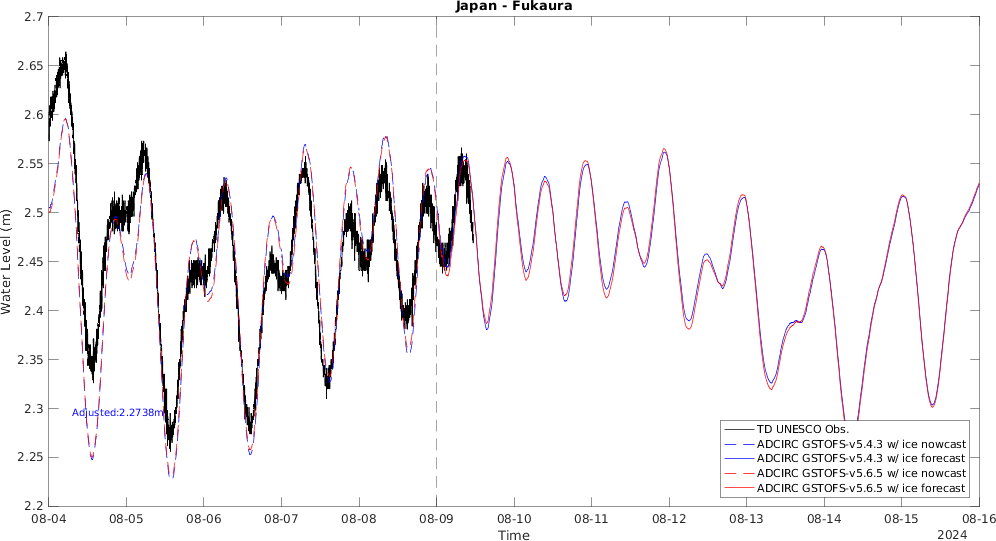 Japan - Fukaura
2.7
2.65
2.6
2.55
2.5
2.45
2.4
2.35
2.3
2.25
2.2
Water Level (m)
Adjusted:2.2738m
TD UNESCO Obs.
ADCIRC GSTOFS-v5.4.3 w/ ice nowcast
ADCIRC GSTOFS-v5.4.3 w/ ice forecast
ADCIRC GSTOFS-v5.6.5 w/ ice nowcast
ADCIRC GSTOFS-v5.6.5 w/ ice forecast
08-04 08-05 08-06 08-07 08-08 08-09 08-10 08-11 08-12 08-13 08-14 08-15 08-16
Time
2024